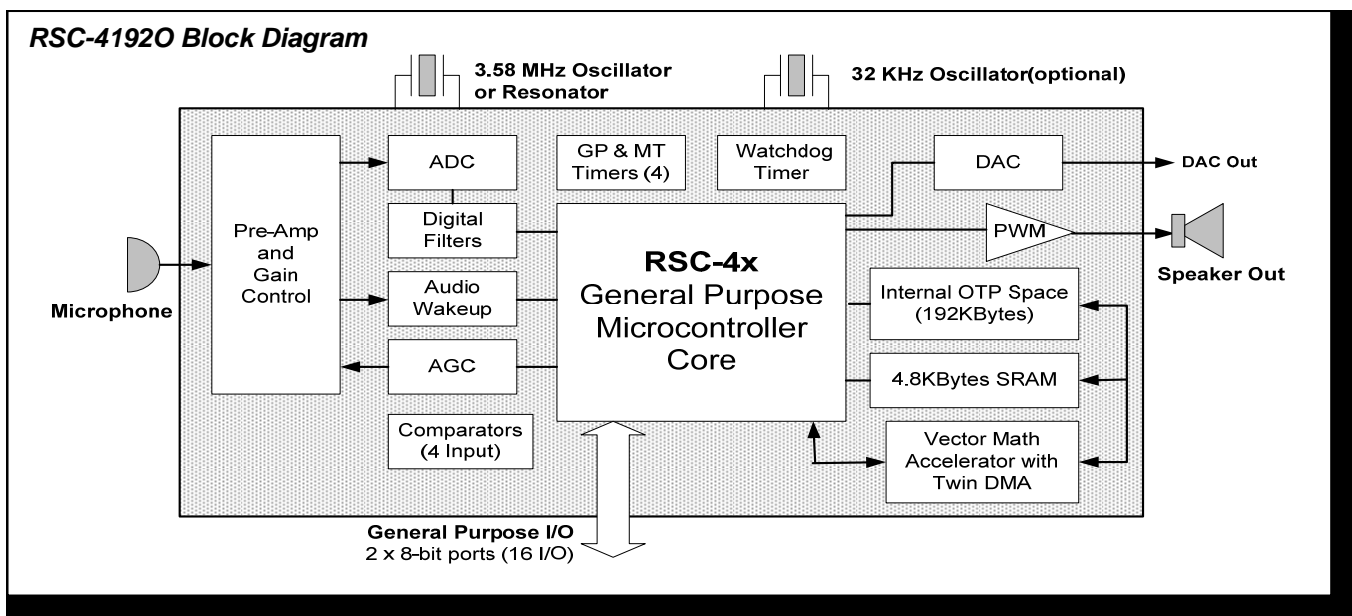 RSC-4192O Block Diagram
3.58 MHz Oscillator
or Resonator
32 KHz Oscillator(optional)
Pre-Amp
and
Gain
Control
ADC
GP & MT
Timers (4)
Watchdog
Timer
DAC
DAC Out
Digital
Filters
PWM
Speaker Out
Microphone
Audio
Wakeup
RSC-4x
General Purpose
Microcontroller
Core
Internal OTP Space
(192KBytes)
AGC
4.8KBytes SRAM
Comparators
(4 Input)
Vector Math
Accelerator with
Twin DMA
General Purpose I/O
2 x 8-bit ports (16 I/O)